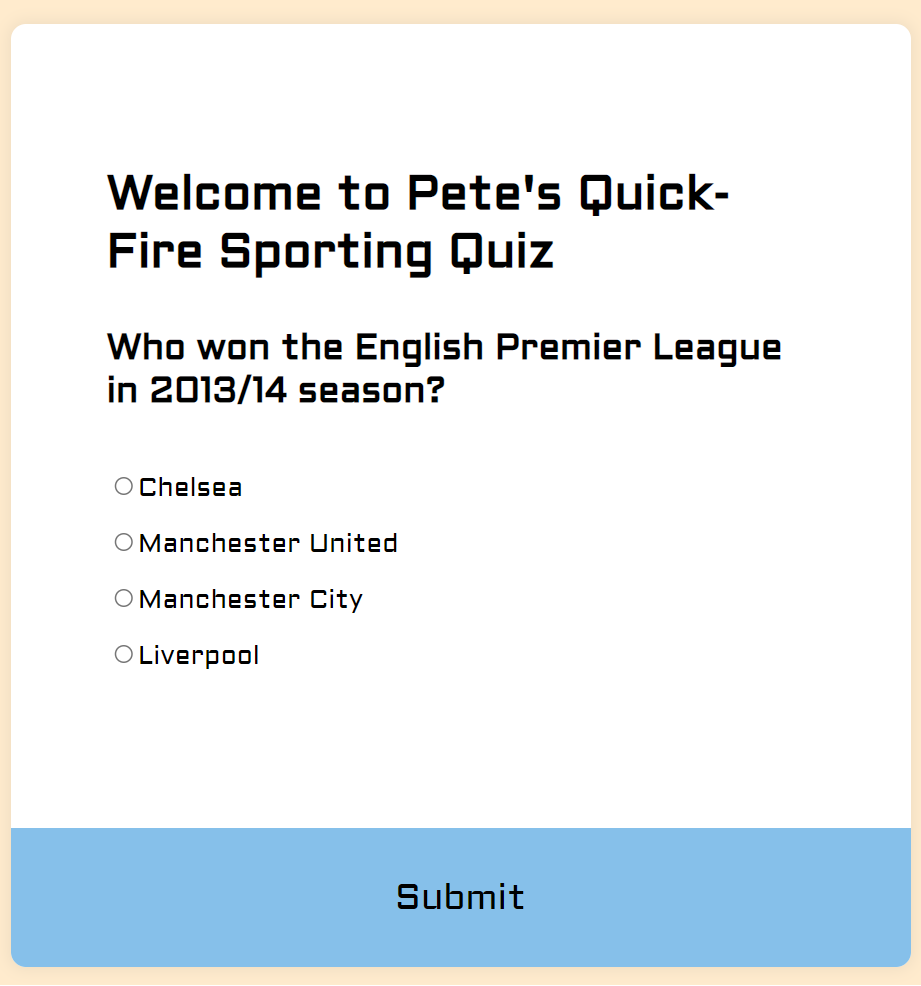 Welcome to Pete's Quick-
Fire Sporting Quiz
Who won the English Premier League
in 2013/14 season?
Chelsea
Manchester United
Manchester City
Liverpool
Submit